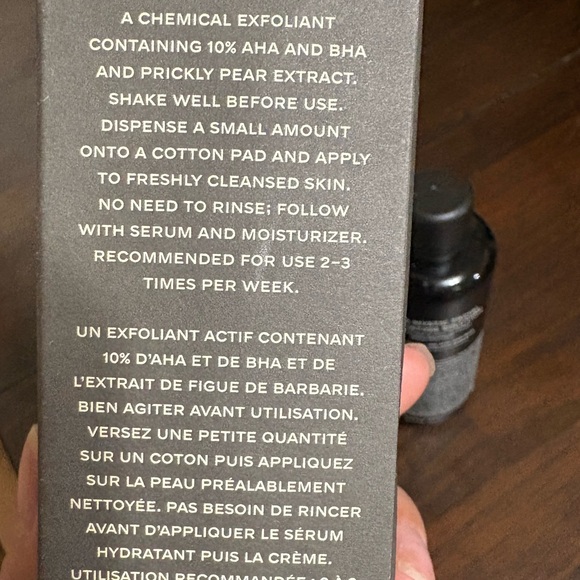 A CHEMICAL EXFOLIANT
CONTAINING 10% AHA AND BHA
AND PRICKLY PEAR EXTRACT.
SHAKE WELL BEFORE USE.
DISPENSE A SMALL AMOUNT
ONTO A COTTON PAD AND APPLY
TO FRESHLY CLEANSED SKIN.
NO NEED TO RINSE; FOLLOW
WITH SERUM AND MOISTURIZER.
RECOMMENDED FOR USE 2–3
TIMES PER WEEK.
UN EXFOLIANT ACTIF CONTENANT
10% D'AHA ET DE BHA ET DE
L'EXTRAIT DE FIGUE DE BARBARIE.
BIEN AGITER AVANT UTILISATION.
VERSEZ UNE PETITE QUANTITÉ
SUR UN COTON PUIS APPLIQUEZ
SUR LA PEAU PRÉALABLEMENT
NETTOYÉE. PAS BESOIN DE RINCER
AVANT D'APPLIQUER LE SÉRUM
HYDRATANT PUIS LA CRÈME.
UTILISATION RECOMMANDÉE : 2 À 3